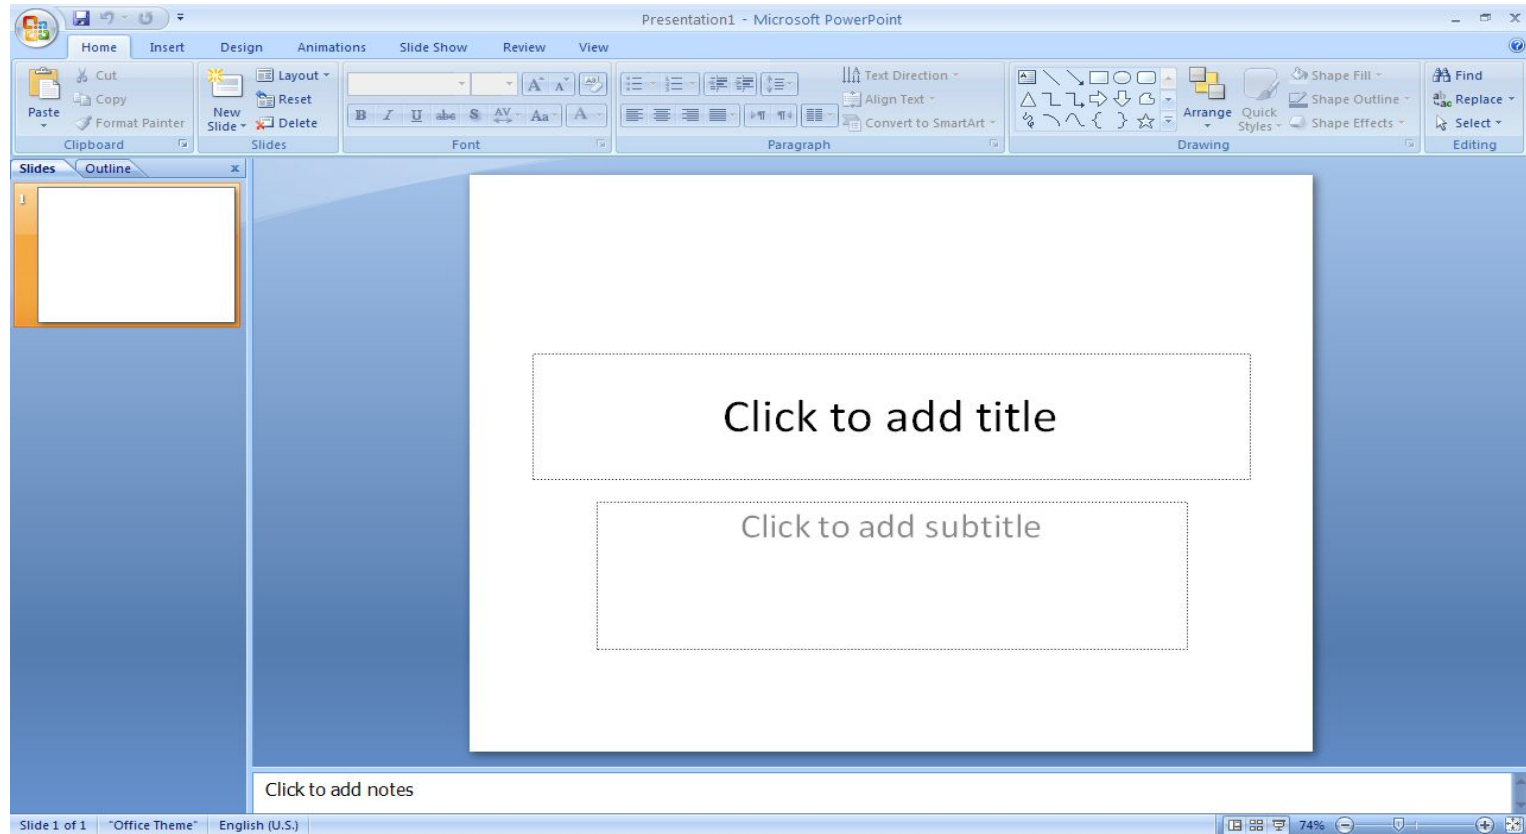 Presentation1 - Microsoft PowerPoint
Home Insert Design Animations Slide Show Review View
Paste
Cut
Copy
Format Painter
Clipboard
New Slide
Layout
Reset
Delete
Slides
B I U abc S AV Aa A
Font
Text Direction
Align Text
Convert to SmartArt
Paragraph
Arrange
Quick Styles
Shape Fill
Shape Outline
Shape Effects
Drawing
Find
Replace
Select
Editing
Slides Outline
1
Click to add title
Click to add subtitle
Click to add notes
Slide 1 of 1 "Office Theme" English (U.S.) 74%